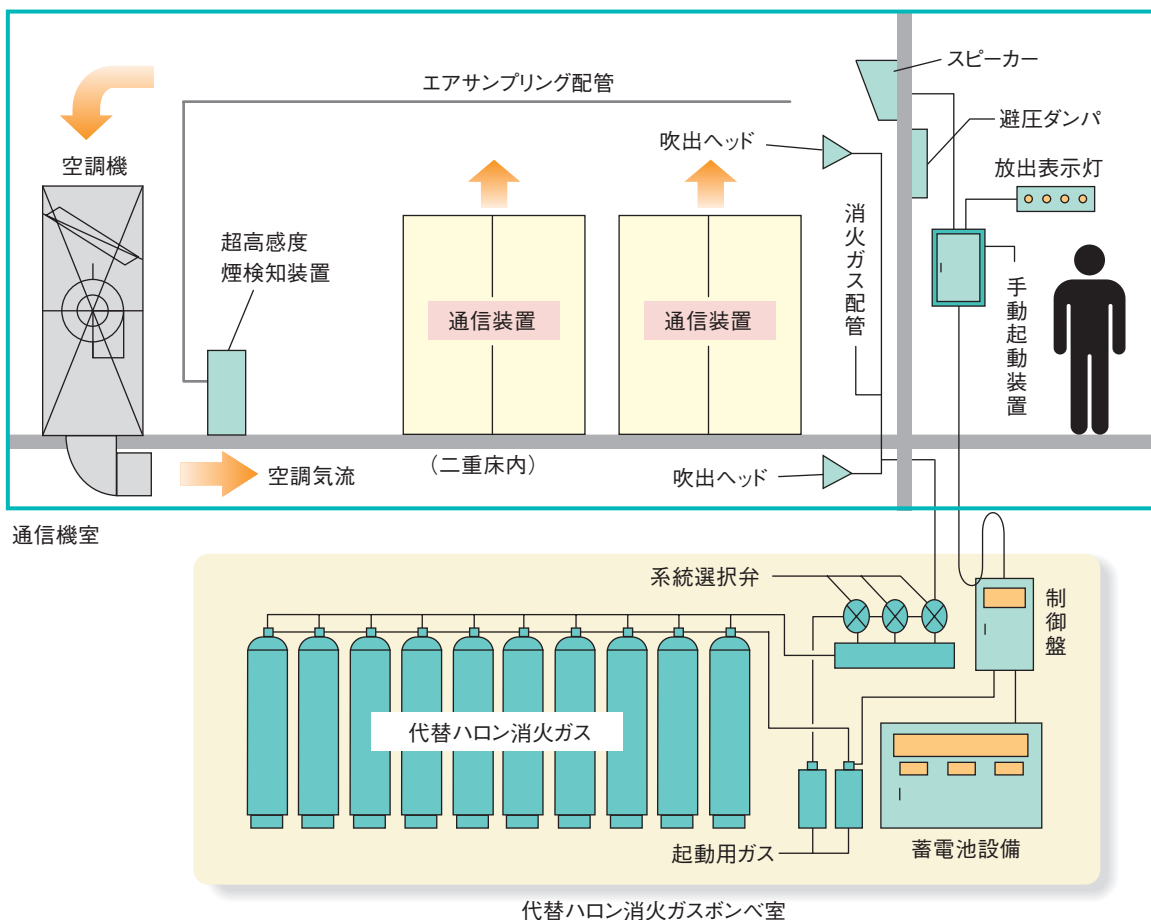 スピーカー
エアサンプリング配管
避圧ダンパ
吹出ヘッド
放出表示灯
空調機
消火ガス配管
超高感度
煙検知装置
手動起動装置
通信装置
通信装置
(二重床内)
空調気流
吹出ヘッド
通信機室
系統選択弁
制御盤
代替ハロン消火ガス
起動用ガス
蓄電池設備
代替ハロン消火ガスボンベ室